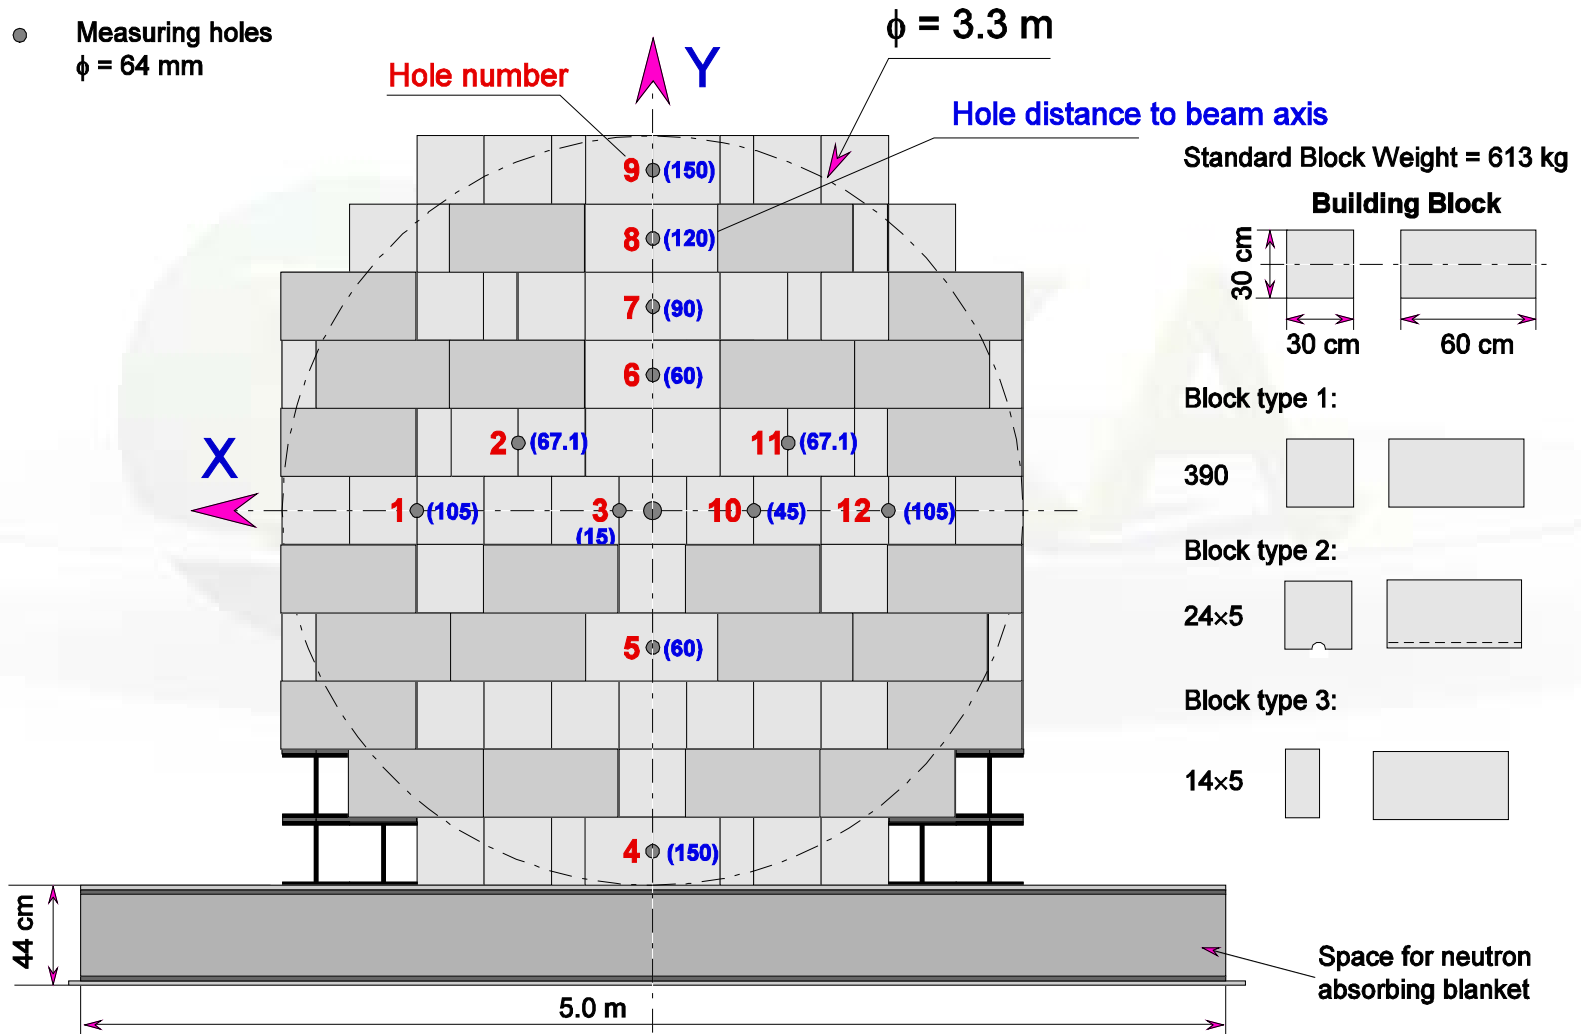 Measuring holes
ϕ = 64 mm
ϕ = 3.3 m
Hole number
Y
Hole distance to beam axis
Standard Block Weight = 613 kg
Building Block
30 cm
30 cm
60 cm
9 (150)
8 (120)
7 (90)
6 (60)
2 (67.1)
11 (67.1)
X
1 (105)
3
(15)
10 (45)
12 (105)
5 (60)
4 (150)
Block type 1:
390
Block type 2:
24×5
Block type 3:
14×5
44 cm
5.0 m
Space for neutron
absorbing blanket